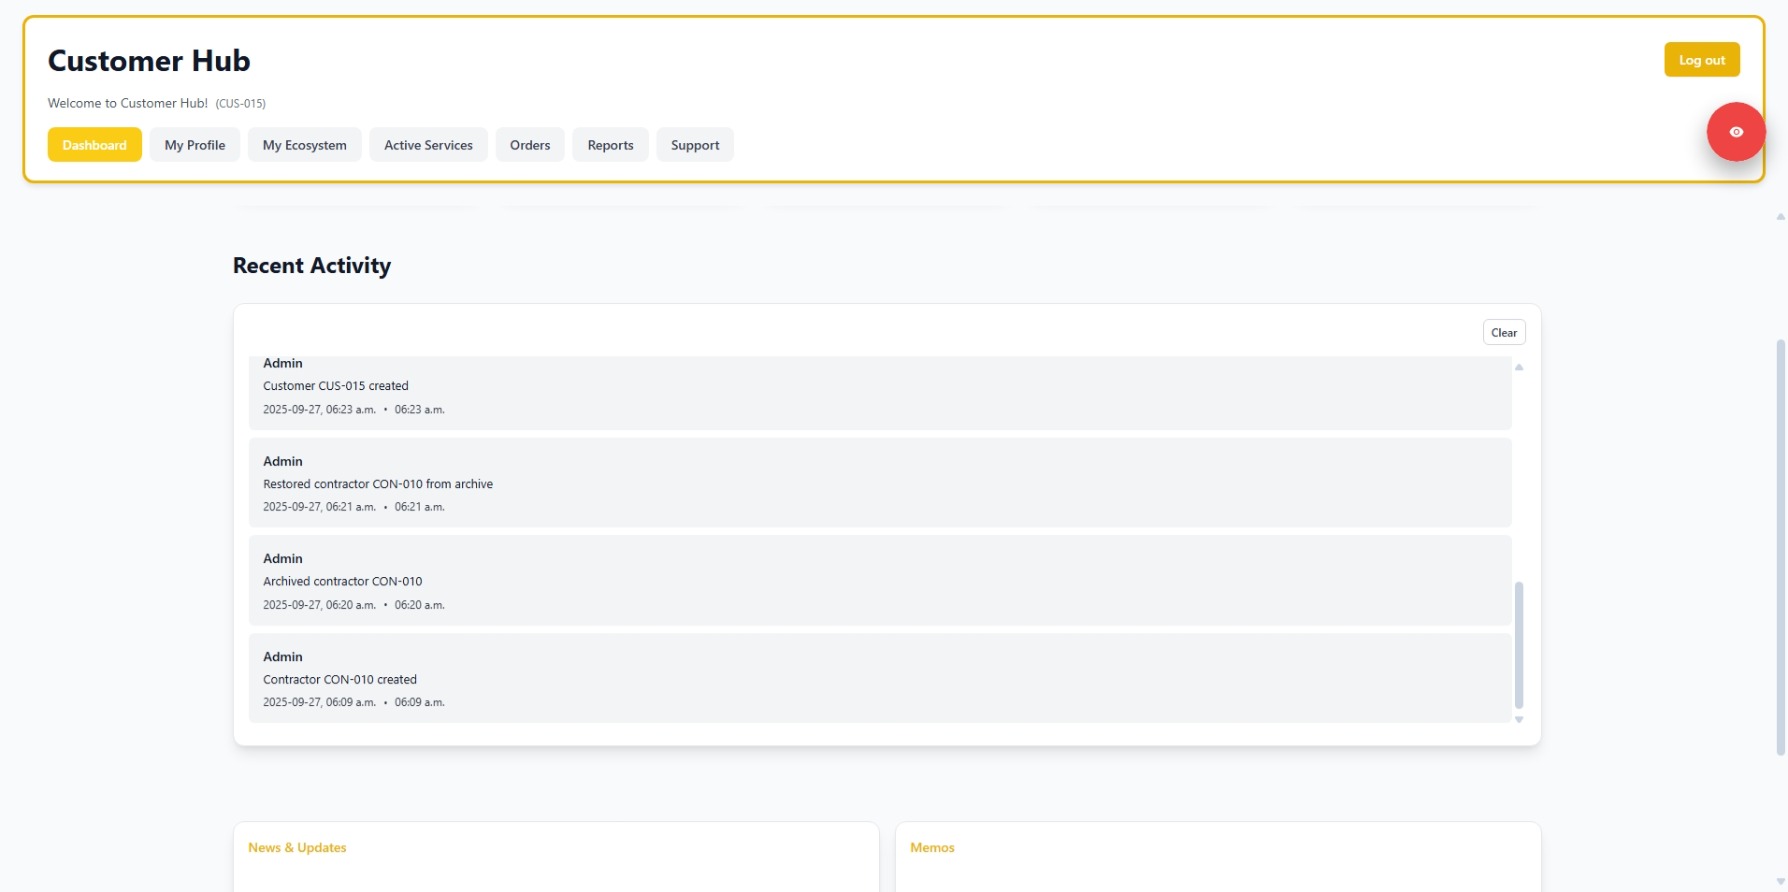 Customer Hub
Log out
Welcome to Customer Hub! (CUS-015)
Dashboard
My Profile
My Ecosystem
Active Services
Orders
Reports
Support
Recent Activity
Clear
Admin
Customer CUS-015 created
2025-09-27, 06:23 a.m. • 06:23 a.m.
Admin
Restored contractor CON-010 from archive
2025-09-27, 06:21 a.m. • 06:21 a.m.
Admin
Archived contractor CON-010
2025-09-27, 06:20 a.m. • 06:20 a.m.
Admin
Contractor CON-010 created
2025-09-27, 06:09 a.m. • 06:09 a.m.
News & Updates
Memos